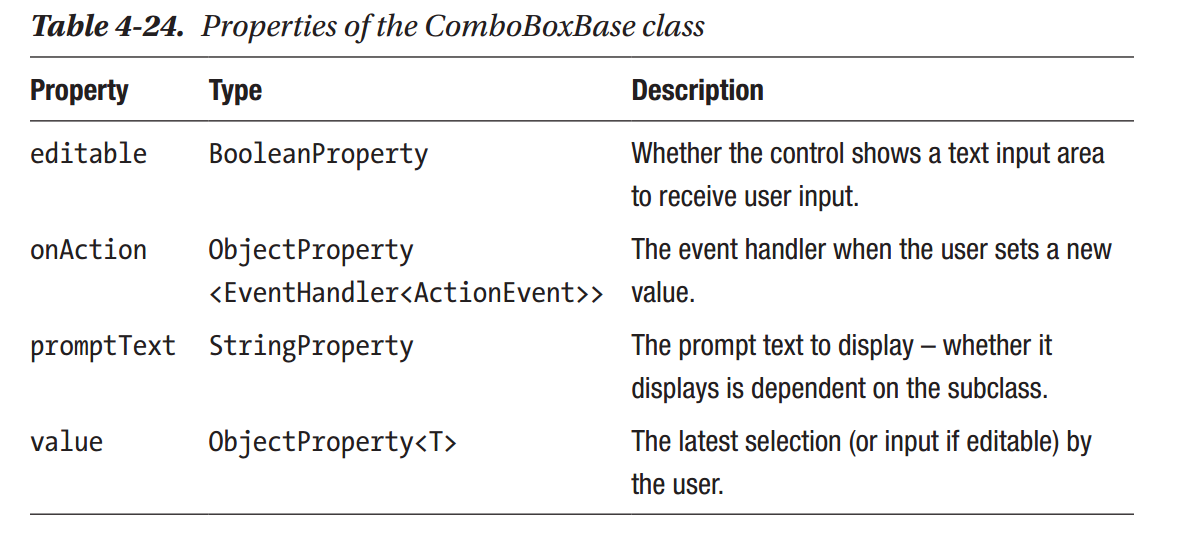 Table 4-24. Properties of the ComboBoxBase class
Property Type Description
editable BooleanProperty Whether the control shows a text input area
to receive user input.
onAction ObjectProperty The event handler when the user sets a new
<EventHandler<ActionEvent>> value.
promptText StringProperty The prompt text to display – whether it
displays is dependent on the subclass.
value ObjectProperty<T> The latest selection (or input if editable) by
the user.